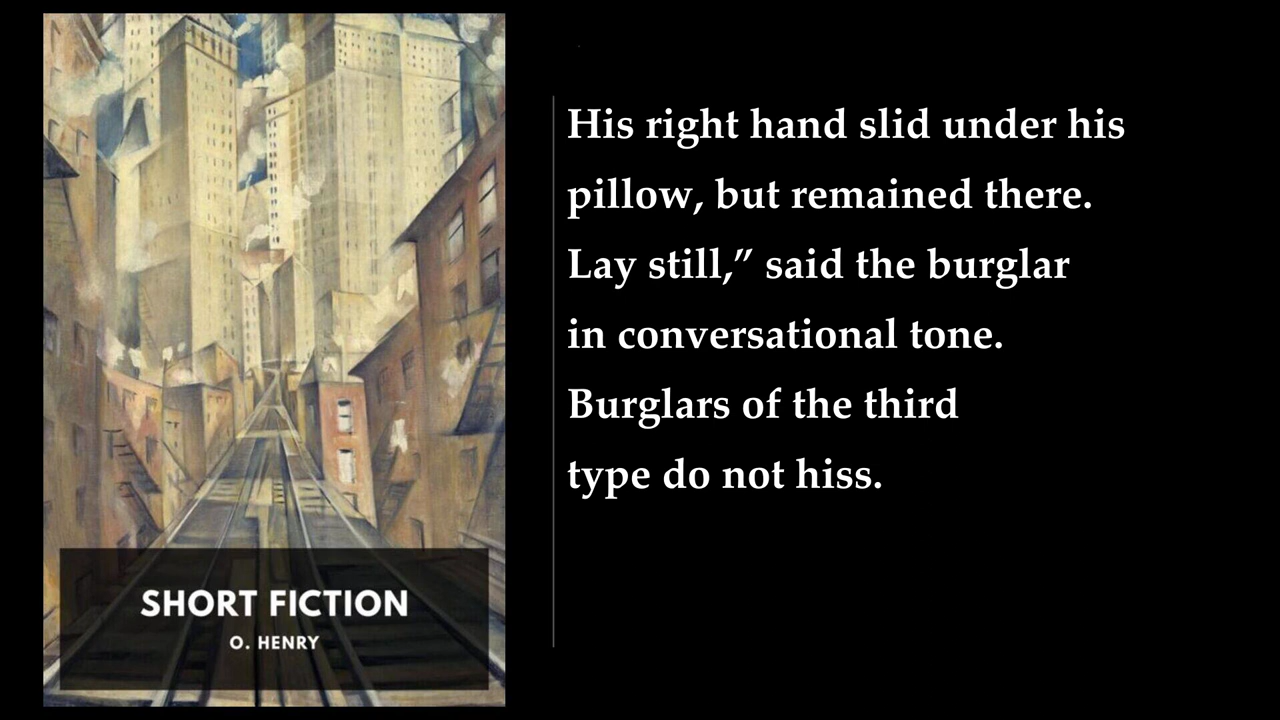 His right hand slid under his
pillow, but remained there.
Lay still,” said the burglar
in conversational tone.
Burglars of the third
type do not hiss.
SHORT FICTION
O. HENRY